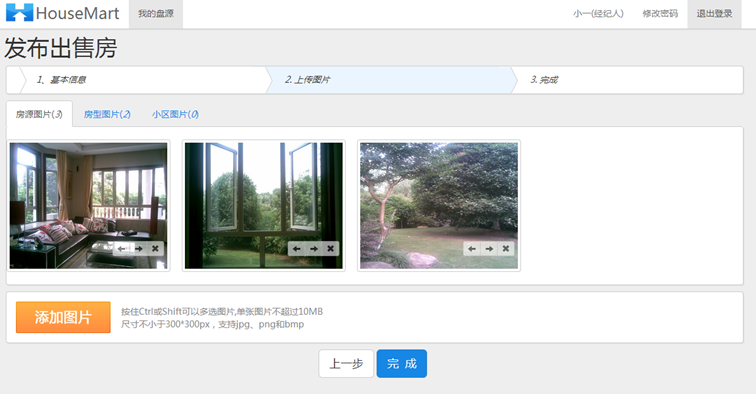 HouseMart 我的盘源 小一(经纪人) 修改密码 退出登录
发布出售房
1、基本信息 2. 上传图片 3. 完成
房源图片(3) 房型图片(2) 小区图片(0)
添加图片
按住Ctrl或Shift可以多选图片,单张图片不超过10MB
尺寸不小于300*300px，支持jpg、png和bmp
上一步 完 成